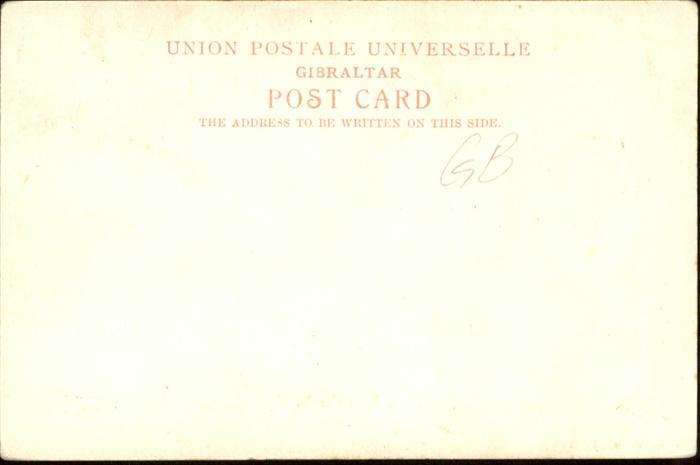 UNION POSTALE UNIVERSELLE
GIBRALTAR
POST CARD
THE ADDRESS TO BE WRITTEN ON THIS SIDE.
GB